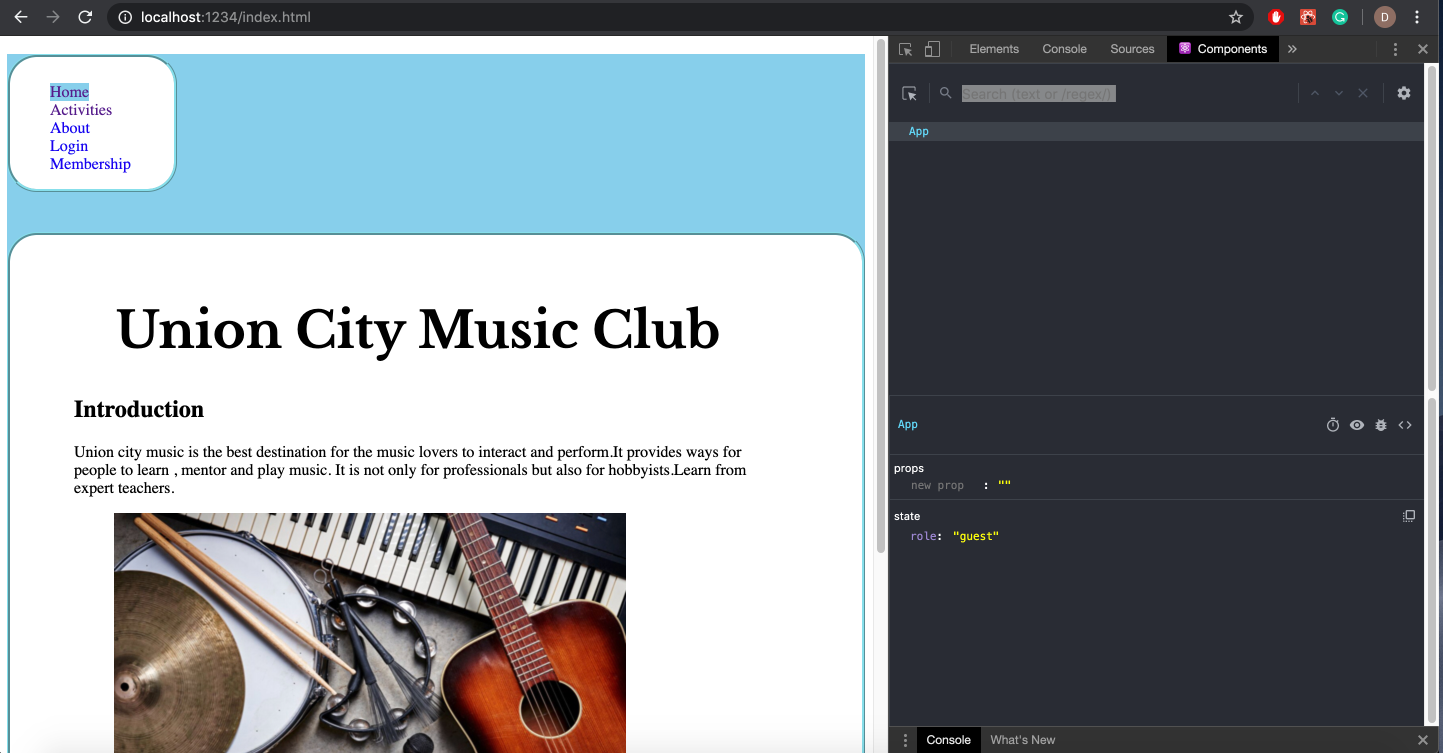 localhost:1234/index.html
D
Home
Activities
About
Login
Membership
Union City Music Club
Introduction
Union city music is the best destination for the music lovers to interact and perform.It provides ways for
people to learn , mentor and play music. It is not only for professionals but also for hobbyists.Learn from
expert teachers.
Elements Console Sources Components »
Search (text or /regex/)
App
App
props
new prop : ""
state
role: "guest"
Console What's New